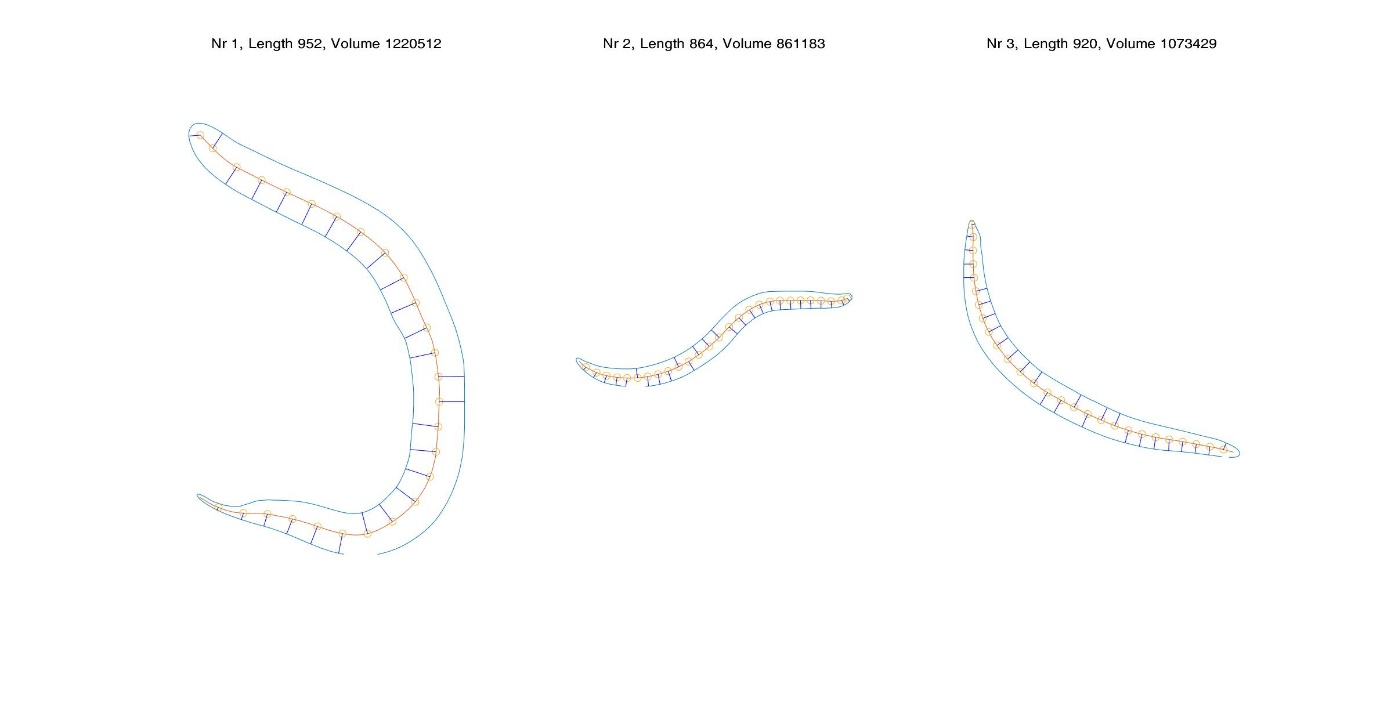 Nr 1, Length 952, Volume 1220512
Nr 2, Length 864, Volume 861183
Nr 3, Length 920, Volume 1073429